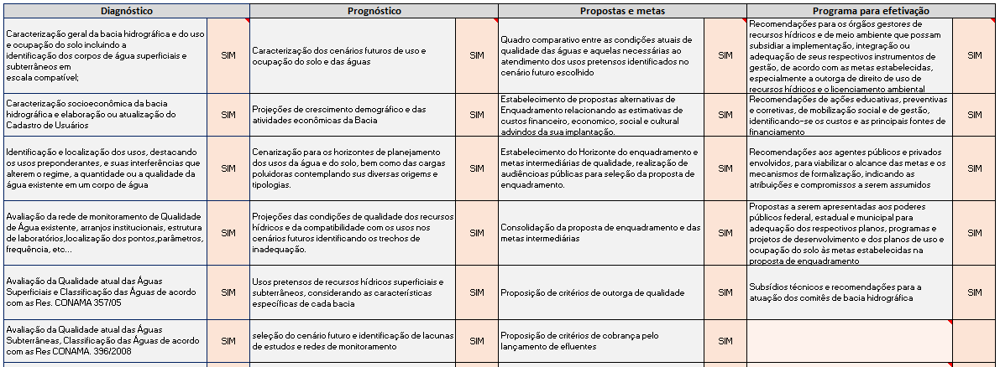 Diagnóstico
Prognóstico
Propostas e metas
Programa para efetivação
Caracterização geral da bacia hidrográfica e do uso
e ocupação do solo incluindo a
identificação dos corpos de água superficiais e
subterrâneos em
escala compatível;
SIM
Caracterização dos cenários futuros de uso e
ocupação do solo e das águas
SIM
Quadro comparativo entre as condições atuais de
qualidade das águas e aquelas necessárias ao
atendimento dos usos pretensos identificados no
cenário futuro escolhido
SIM
Recomendações para os órgãos gestores de
recursos hídricos e de meio ambiente que possam
subsidiar a implementação, integração ou
adequação de seus respectivos instrumentos de
gestão, de acordo com as metas estabelecidas,
especialmente a outorga de direito de uso de
recursos hídricos e o licenciamento ambiental
SIM
Caracterização socioeconômica da bacia
hidrográfica e elaboração ou atualização do
Cadastro de Usuários
SIM
Projeções de crescimento demográfico e das
atividades econômicas da Bacia
SIM
Estabelecimento de propostas alternativas de
Enquadramento relacionando as estimativas de
custos financeiro, economico, social e cultural
advindos da sua implantação.
SIM
Recomendações de ações educativas, preventivas
e corretivas, de mobilização social e de gestão,
identificando-se os custos e as principais fontes de
financiamento
SIM
Identificação e localização dos usos, destacando
os usos preponderantes, e suas interferências que
alterem o regime, a quantidade ou a qualidade da
água existente em um corpo de água
SIM
Cenarização para os horizontes de planejamento
dos usos da água e do solo, bem como das cargas
poluidoras contemplando sus diversas origems e
tipologias.
SIM
Estabelecimento do Horizonte do enquadramento e
metas intermediárias de qualidade, realização de
audiêncioas públicas para seleção da proposta de
enquadramento.
SIM
Recomendações aos agentes públicos e privados
envolvidos, para viabilizar o alcance das metas e os
mecanismos de formalização, indicando as
atribuições e compromissos a serem assumidos
SIM
Avaliação da rede de monitoramento de Qualidade
de Água existente, arranjos institucionais, estrutura
de laboratórios,localização dos pontos,parâmetros,
frequência, etc...
SIM
Projeções das condições de qualidade dos recursos
hídricos e da compatibilidade com os usos nos
cenários futuros identificando os trechos de
inadequação.
SIM
Consolidação da proposta de enquadramento e das
metas intermediárias
SIM
Propostas a serem apresentadas aos poderes
públicos federal, estadual e municipal para
adequação dos respectivos planos, programas e
projetos de desenvolvimento e dos planos de uso e
ocupação do solo às metas estabelecidas na
proposta de enquadramento
SIM
Avaliação da Qualidade atual das Águas
Superficiais e Classificação das Águas de acordo
com as Res. CONAMA 357/05
SIM
Usos pretensos de recursos hídricos superficiais e
subterrâneos, considerando as características
específicas de cada bacia
SIM
Proposição de critérios de outorga de qualidade
SIM
Subsídios técnicos e recomendações para a
atuação dos comitês de bacia hidrográfica
SIM
Avaliação da Qualidade atual das Águas
Subterrâneas, Classificação das Águas de acordo
com as Res CONAMA. 396/2008
SIM
seleção do cenário futuro e identificação de lacunas
de estudos e redes de monitoramento
SIM
Proposição de critérios de cobrança pelo
lançamento de efluentes
SIM